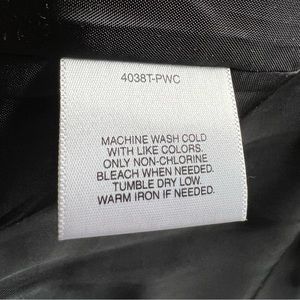 4038T-PWC
MACHINE WASH COLD
WITH LIKE COLORS.
ONLY NON-CHLORINE
BLEACH WHEN NEEDED.
TUMBLE DRY LOW.
WARM IRON IF NEEDED.